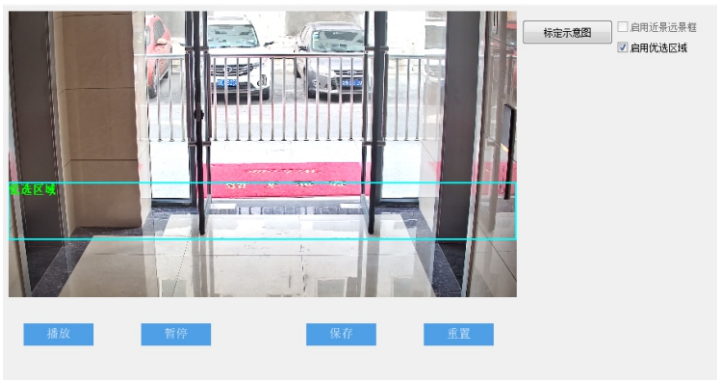 标定示意图
启用近景远景框
启用优选区域
优选区域
播放
暂停
保存
重置